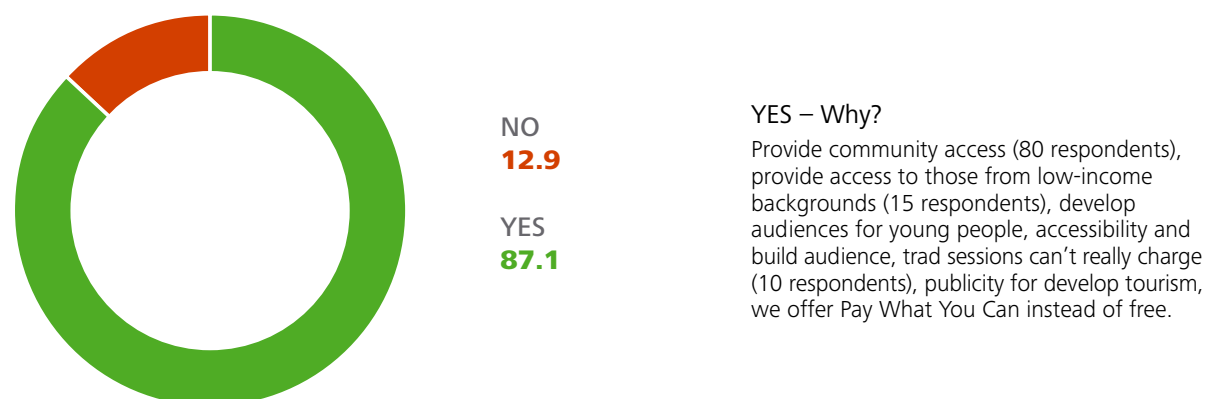 NO
12.9
YES
87.1
YES – Why?
Provide community access (80 respondents),
provide access to those from low-income
backgrounds (15 respondents), develop
audiences for young people, accessibility and
build audience, trad sessions can’t really charge
(10 respondents), publicity for develop tourism,
we offer Pay What You Can instead of free.